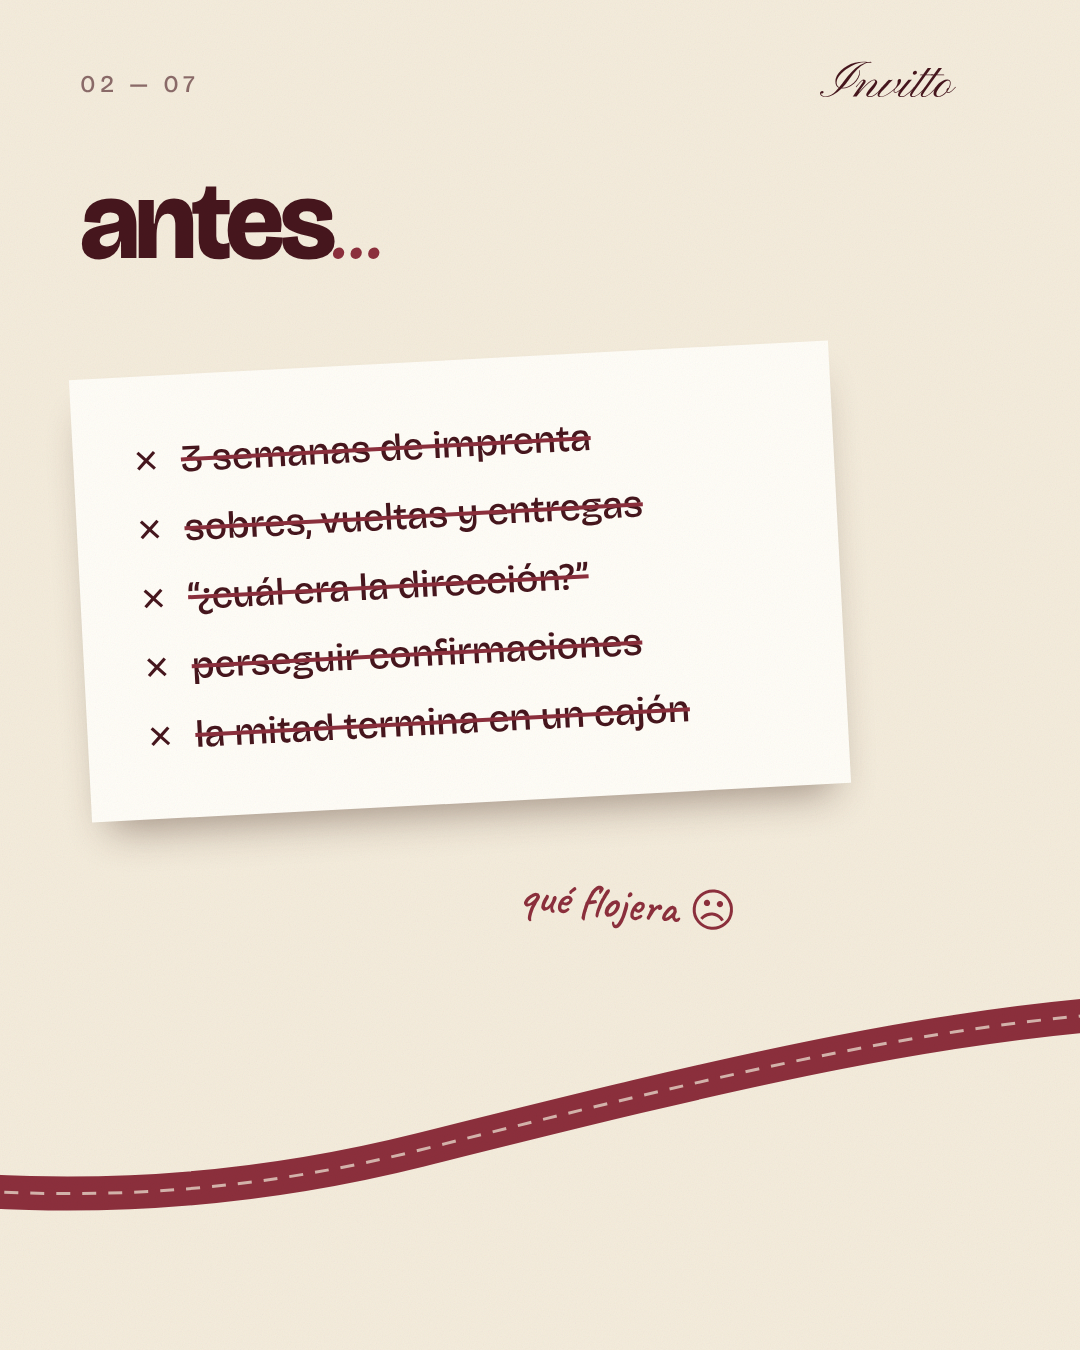 02 — 07
Invitto
antes...
× 3 semanas de imprenta
× sobres, vueltas y entregas
× “¿cuál era la dirección?”
× perseguir confirmaciones
× la mitad termina en un cajón
qué flojera ☹